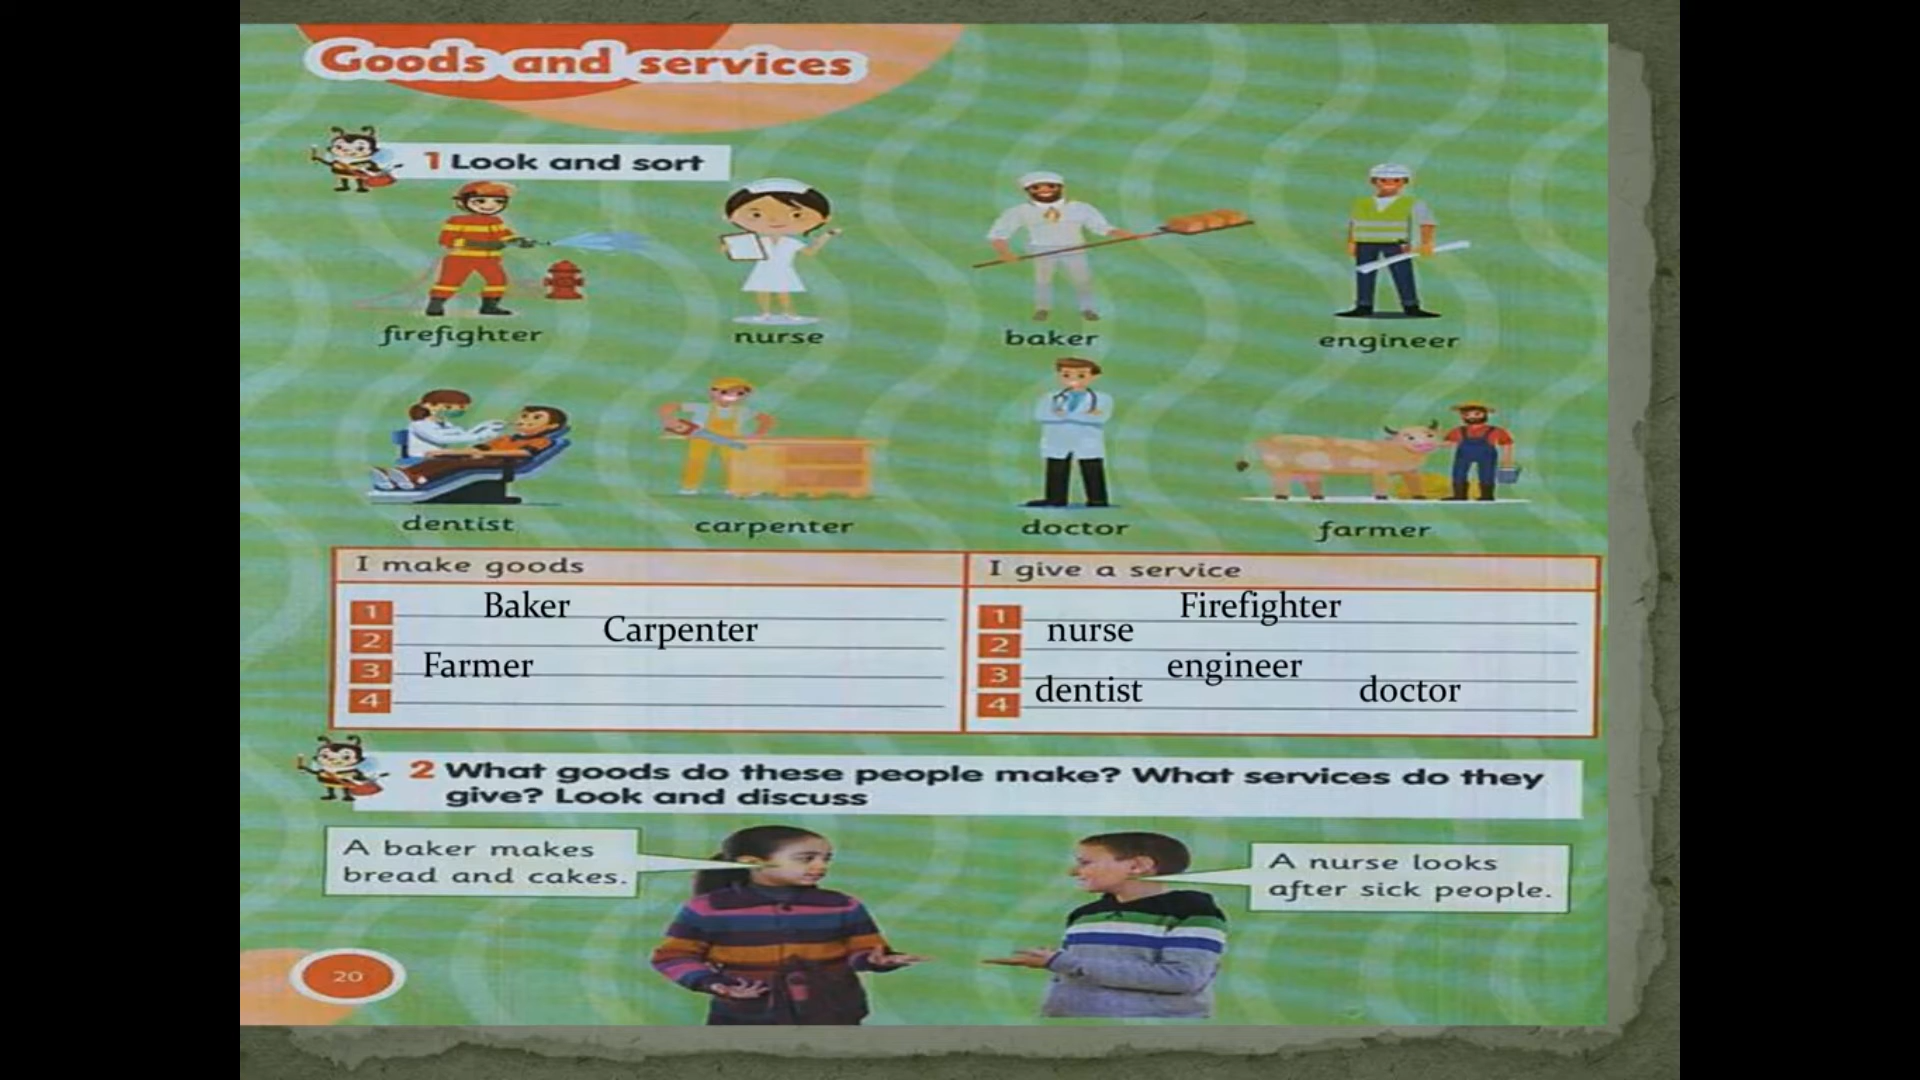 Goods and services
1 Look and sort
firefighter nurse baker engineer
dentist carpenter doctor farmer
I make goods I give a service
1 Baker 1 Firefighter
2 Carpenter 2 nurse
3 Farmer 3 engineer
4 4 dentist doctor
2 What goods do these people make? What services do they
give? Look and discuss
A baker makes
bread and cakes.
A nurse looks
after sick people.
20